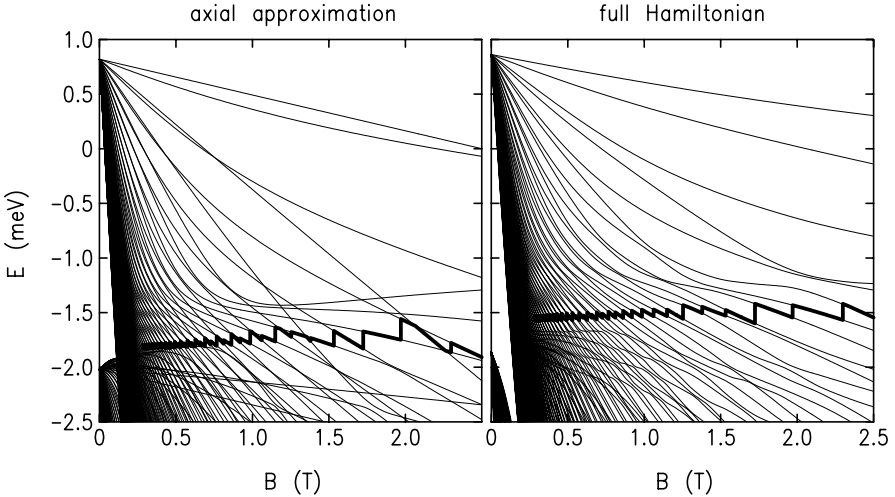 axial approximation
full Hamiltonian
1.0
0.5
0
−0.5
−1.0
−1.5
−2.0
−2.5
E (meV)
0 0.5 1.0 1.5 2.0
0 0.5 1.0 1.5 2.0 2.5
B (T)
B (T)